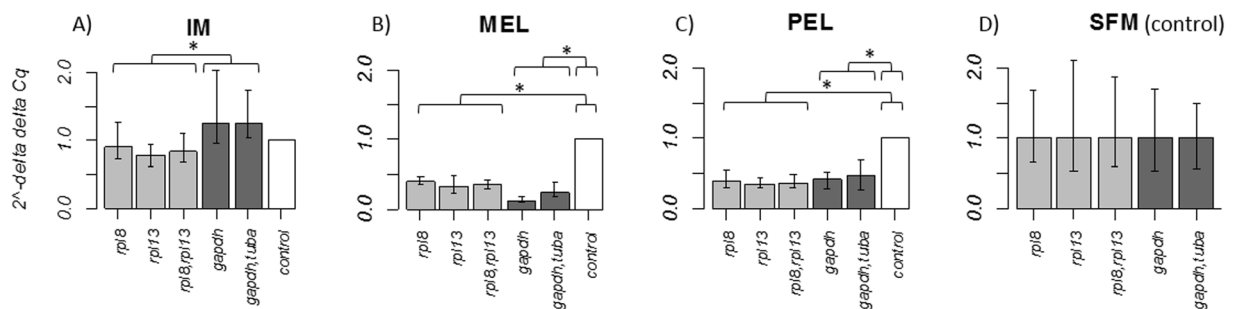 A) IM
B) MEL
C) PEL
D) SFM (control)
2^-delta delta Cq
2.0
1.0
0.0
*
rpl8
rpl13
rpl8,rpl13
gapdh
gapdh,tuba
control
2.0
1.0
0.0
*
*
rpl8
rpl13
rpl8,rpl13
gapdh
gapdh,tuba
control
2.0
1.0
0.0
*
*
rpl8
rpl13
rpl8,rpl13
gapdh
gapdh,tuba
control
2.0
1.0
0.0
rpl8
rpl13
rpl8,rpl13
gapdh
gapdh,tuba